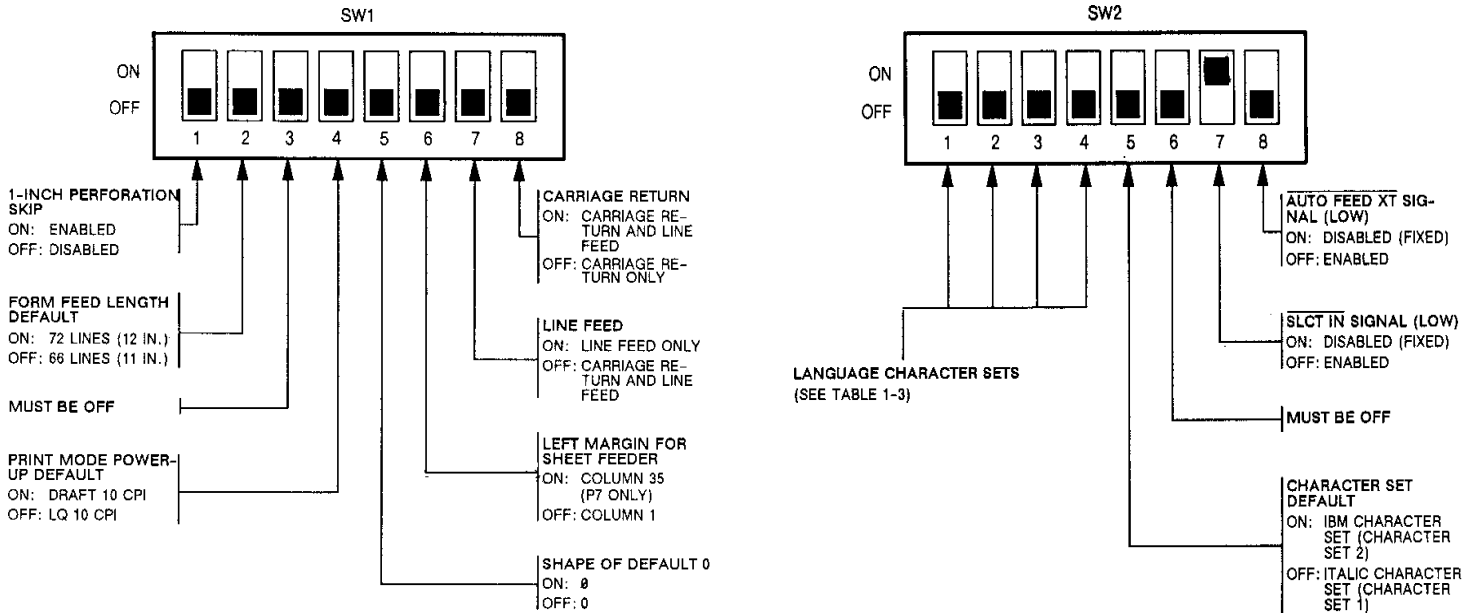 SW1
ON
OFF
1 2 3 4 5 6 7 8
1-INCH PERFORATION
SKIP
ON: ENABLED
OFF: DISABLED
FORM FEED LENGTH
DEFAULT
ON: 72 LINES (12 IN.)
OFF: 66 LINES (11 IN.)
MUST BE OFF
PRINT MODE POWER-
UP DEFAULT
ON: DRAFT 10 CPI
OFF: LQ 10 CPI
CARRIAGE RETURN
ON: CARRIAGE RE-
TURN AND LINE
FEED
OFF: CARRIAGE RE-
TURN ONLY
LINE FEED
ON: LINE FEED ONLY
OFF: CARRIAGE RE-
TURN AND LINE
FEED
LEFT MARGIN FOR
SHEET FEEDER
ON: COLUMN 35
(P7 ONLY)
OFF: COLUMN 1
SHAPE OF DEFAULT 0
ON: 0̸
OFF: 0
SW2
ON
OFF
1 2 3 4 5 6 7 8
LANGUAGE CHARACTER SETS
(SEE TABLE 1-3)
AUTO FEED XT SIG-
NAL (LOW)
ON: DISABLED (FIXED)
OFF: ENABLED
SLCT IN SIGNAL (LOW)
ON: DISABLED (FIXED)
OFF: ENABLED
MUST BE OFF
CHARACTER SET
DEFAULT
ON: IBM CHARACTER
SET (CHARACTER
SET 2)
OFF: ITALIC CHARACTER
SET (CHARACTER
SET 1)